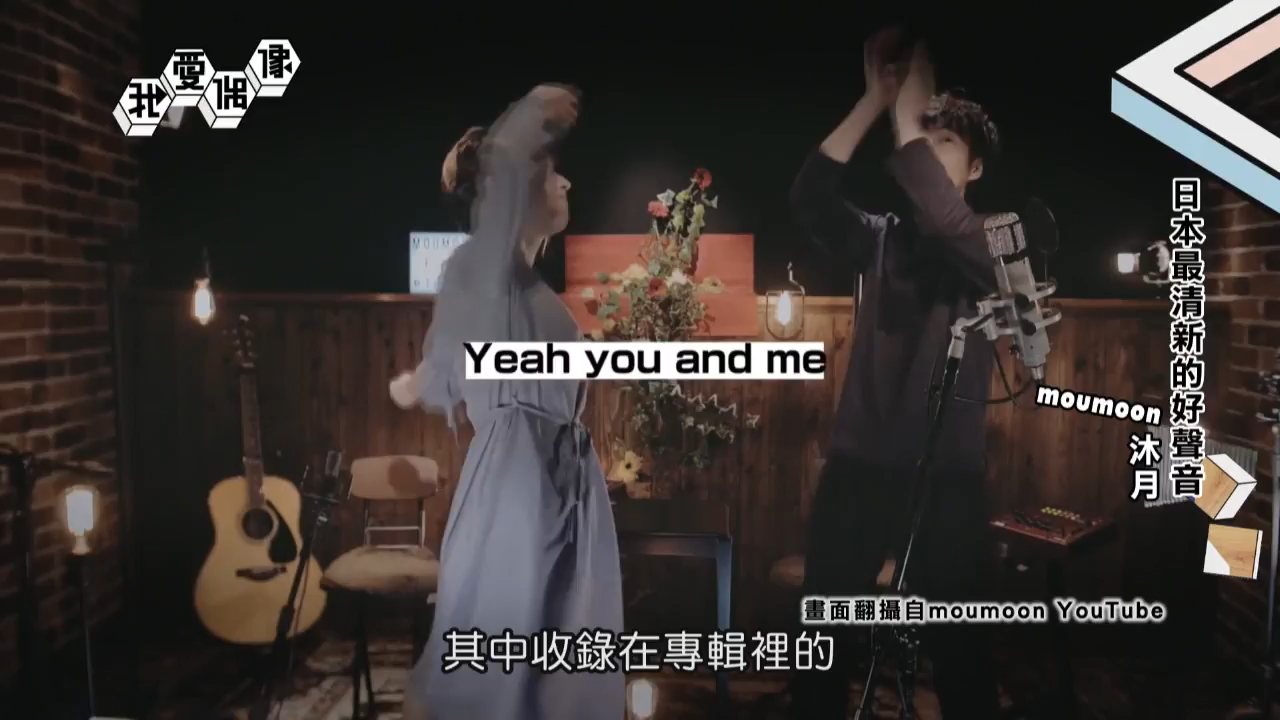 我愛偶像
MOUMO
日本最清新的好聲音
Yeah you and me
moumoon
沐月
畫面翻攝自moumoon YouTube
其中收錄在專輯裡的